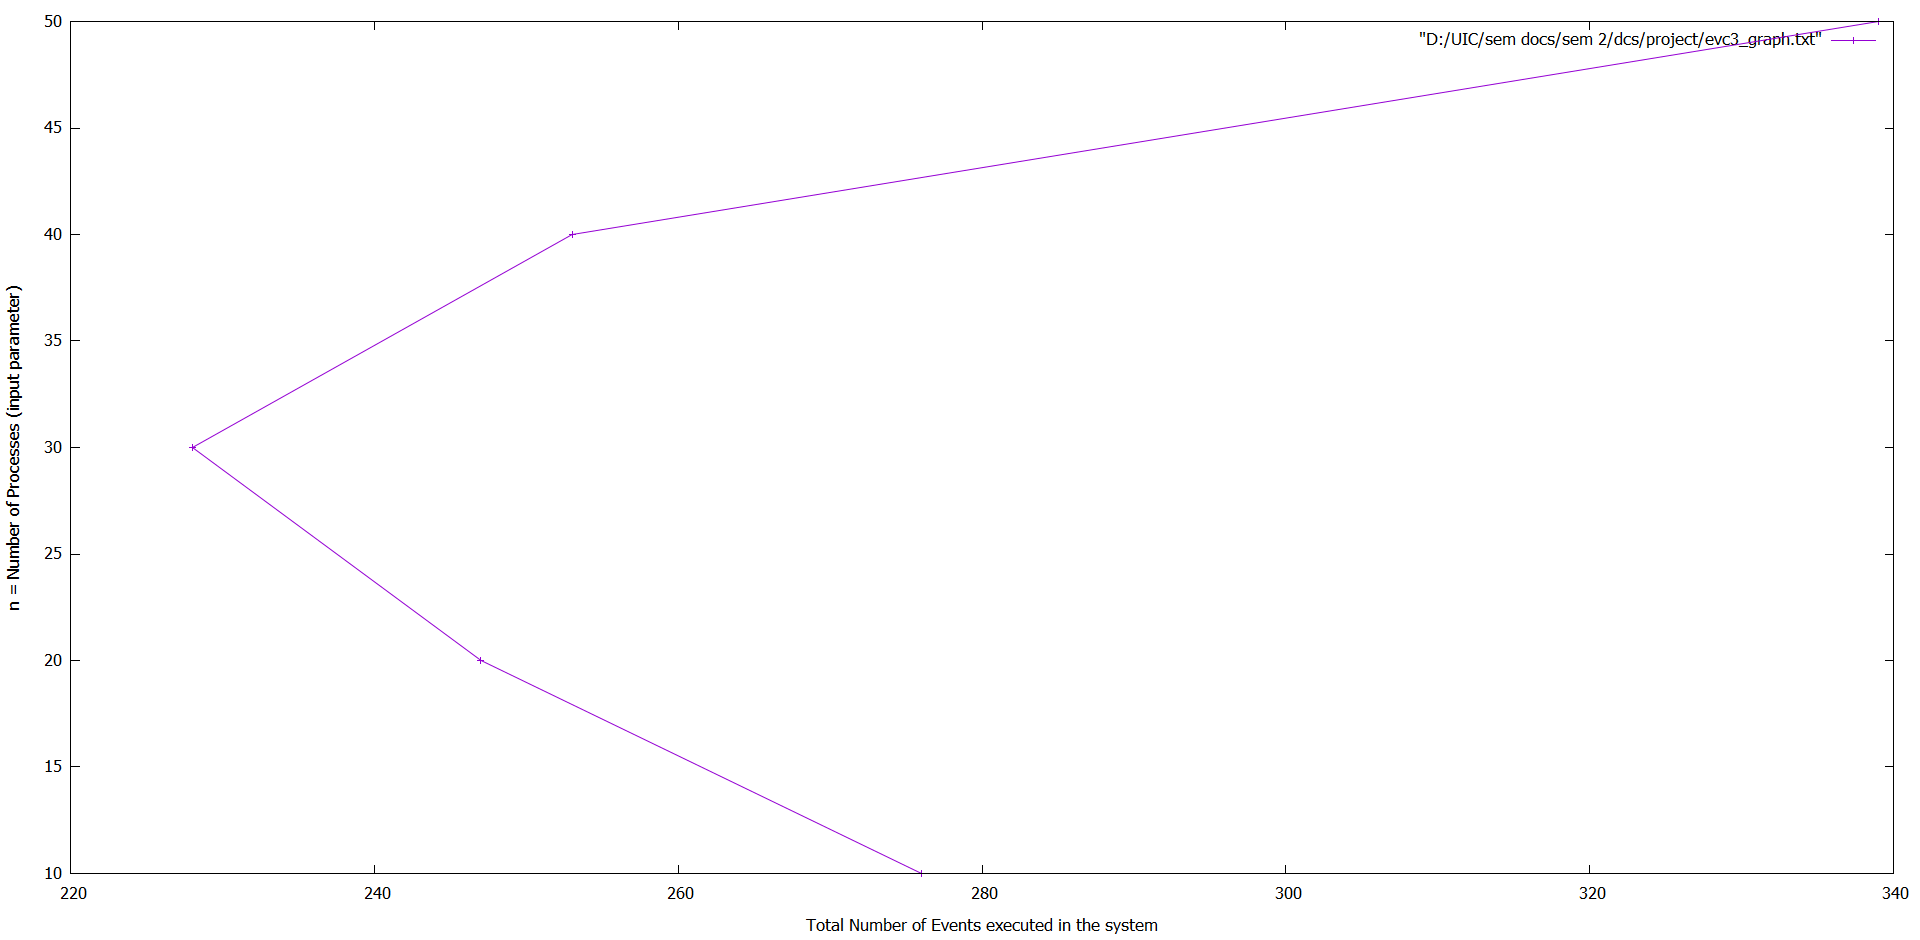 "D:/UIC/sem docs/sem 2/dcs/project/evc3_graph.txt"
50
45
40
35
30
25
20
15
10
n = Number of Processes (input parameter)
220 240 260 280 300 320 340
Total Number of Events executed in the system